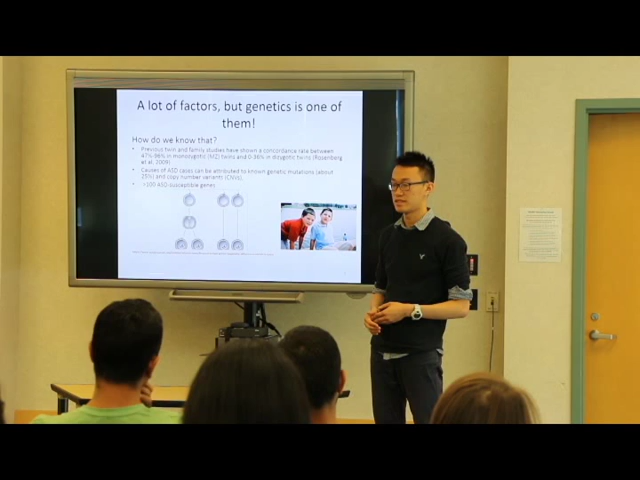 A lot of factors, but genetics is one of
them!
How do we know that?
• Previous twin and family studies have shown a concordance rate between
in monozygotic (MZ) twins and 0-36% in dizygotic twins (Rosenberg
et al. 2009)
• Causes of ASD cases can be attributed to known genetic mutations (about
25%) and copy number variants (CNVs).
• >100 ASD-susceptible genes